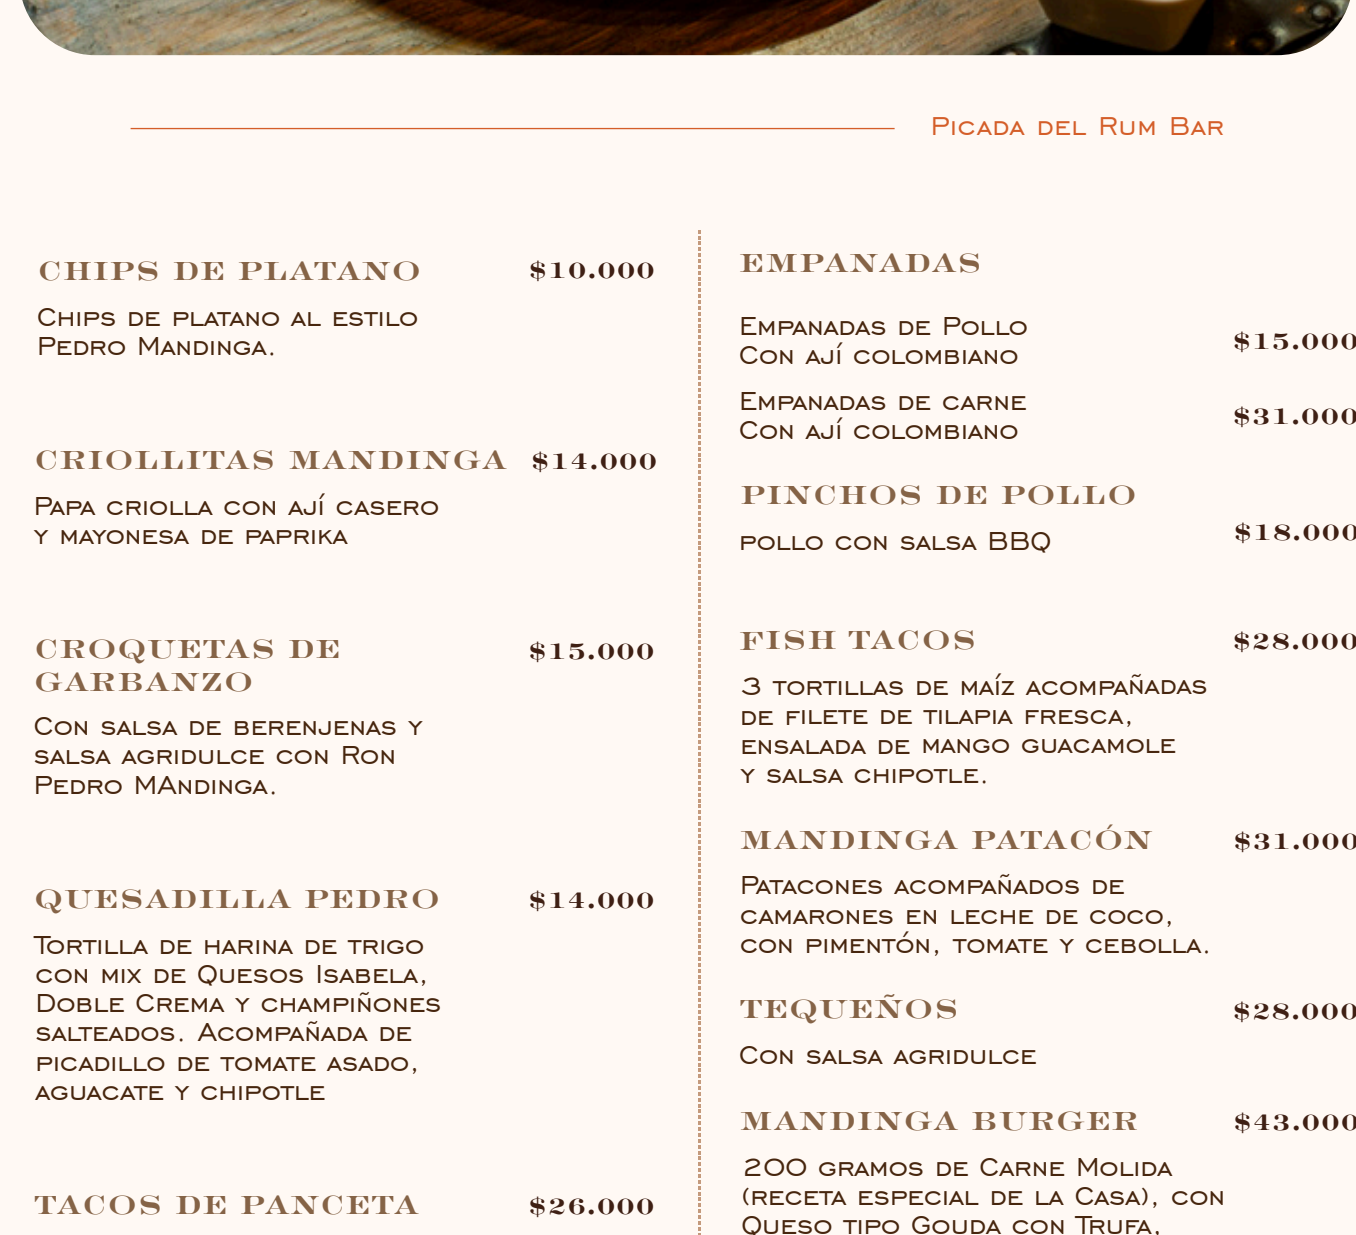 Picada del Rum Bar
CHIPS DE PLATANO $10.000
Chips de platano al estilo
Pedro Mandinga.
CRIOLLITAS MANDINGA $14.000
Papa criolla con ají casero
y mayonesa de paprika
CROQUETAS DE $15.000
GARBANZO
Con salsa de berenjenas y
salsa agridulce con Ron
Pedro MAndinga.
QUESADILLA PEDRO $14.000
Tortilla de harina de trigo
con mix de Quesos Isabela,
Doble Crema y champiñones
salteados. Acompañada de
picadillo de tomate asado,
aguacate y chipotle
TACOS DE PANCETA $26.000
EMPANADAS
Empanadas de Pollo
Con ají colombiano $15.000
Empanadas de carne
Con ají colombiano $31.000
PINCHOS DE POLLO
pollo con salsa BBQ $18.000
FISH TACOS $28.000
3 tortillas de maíz acompañadas
de filete de tilapia fresca,
ensalada de mango guacamole
y salsa chipotle.
MANDINGA PATACÓN $31.000
Patacones acompañados de
camarones en leche de coco,
con pimentón, tomate y cebolla.
TEQUEÑOS $28.000
Con salsa agridulce
MANDINGA BURGER $43.000
200 gramos de Carne Molida
(receta especial de la Casa), con
Queso tipo Gouda con Trufa,